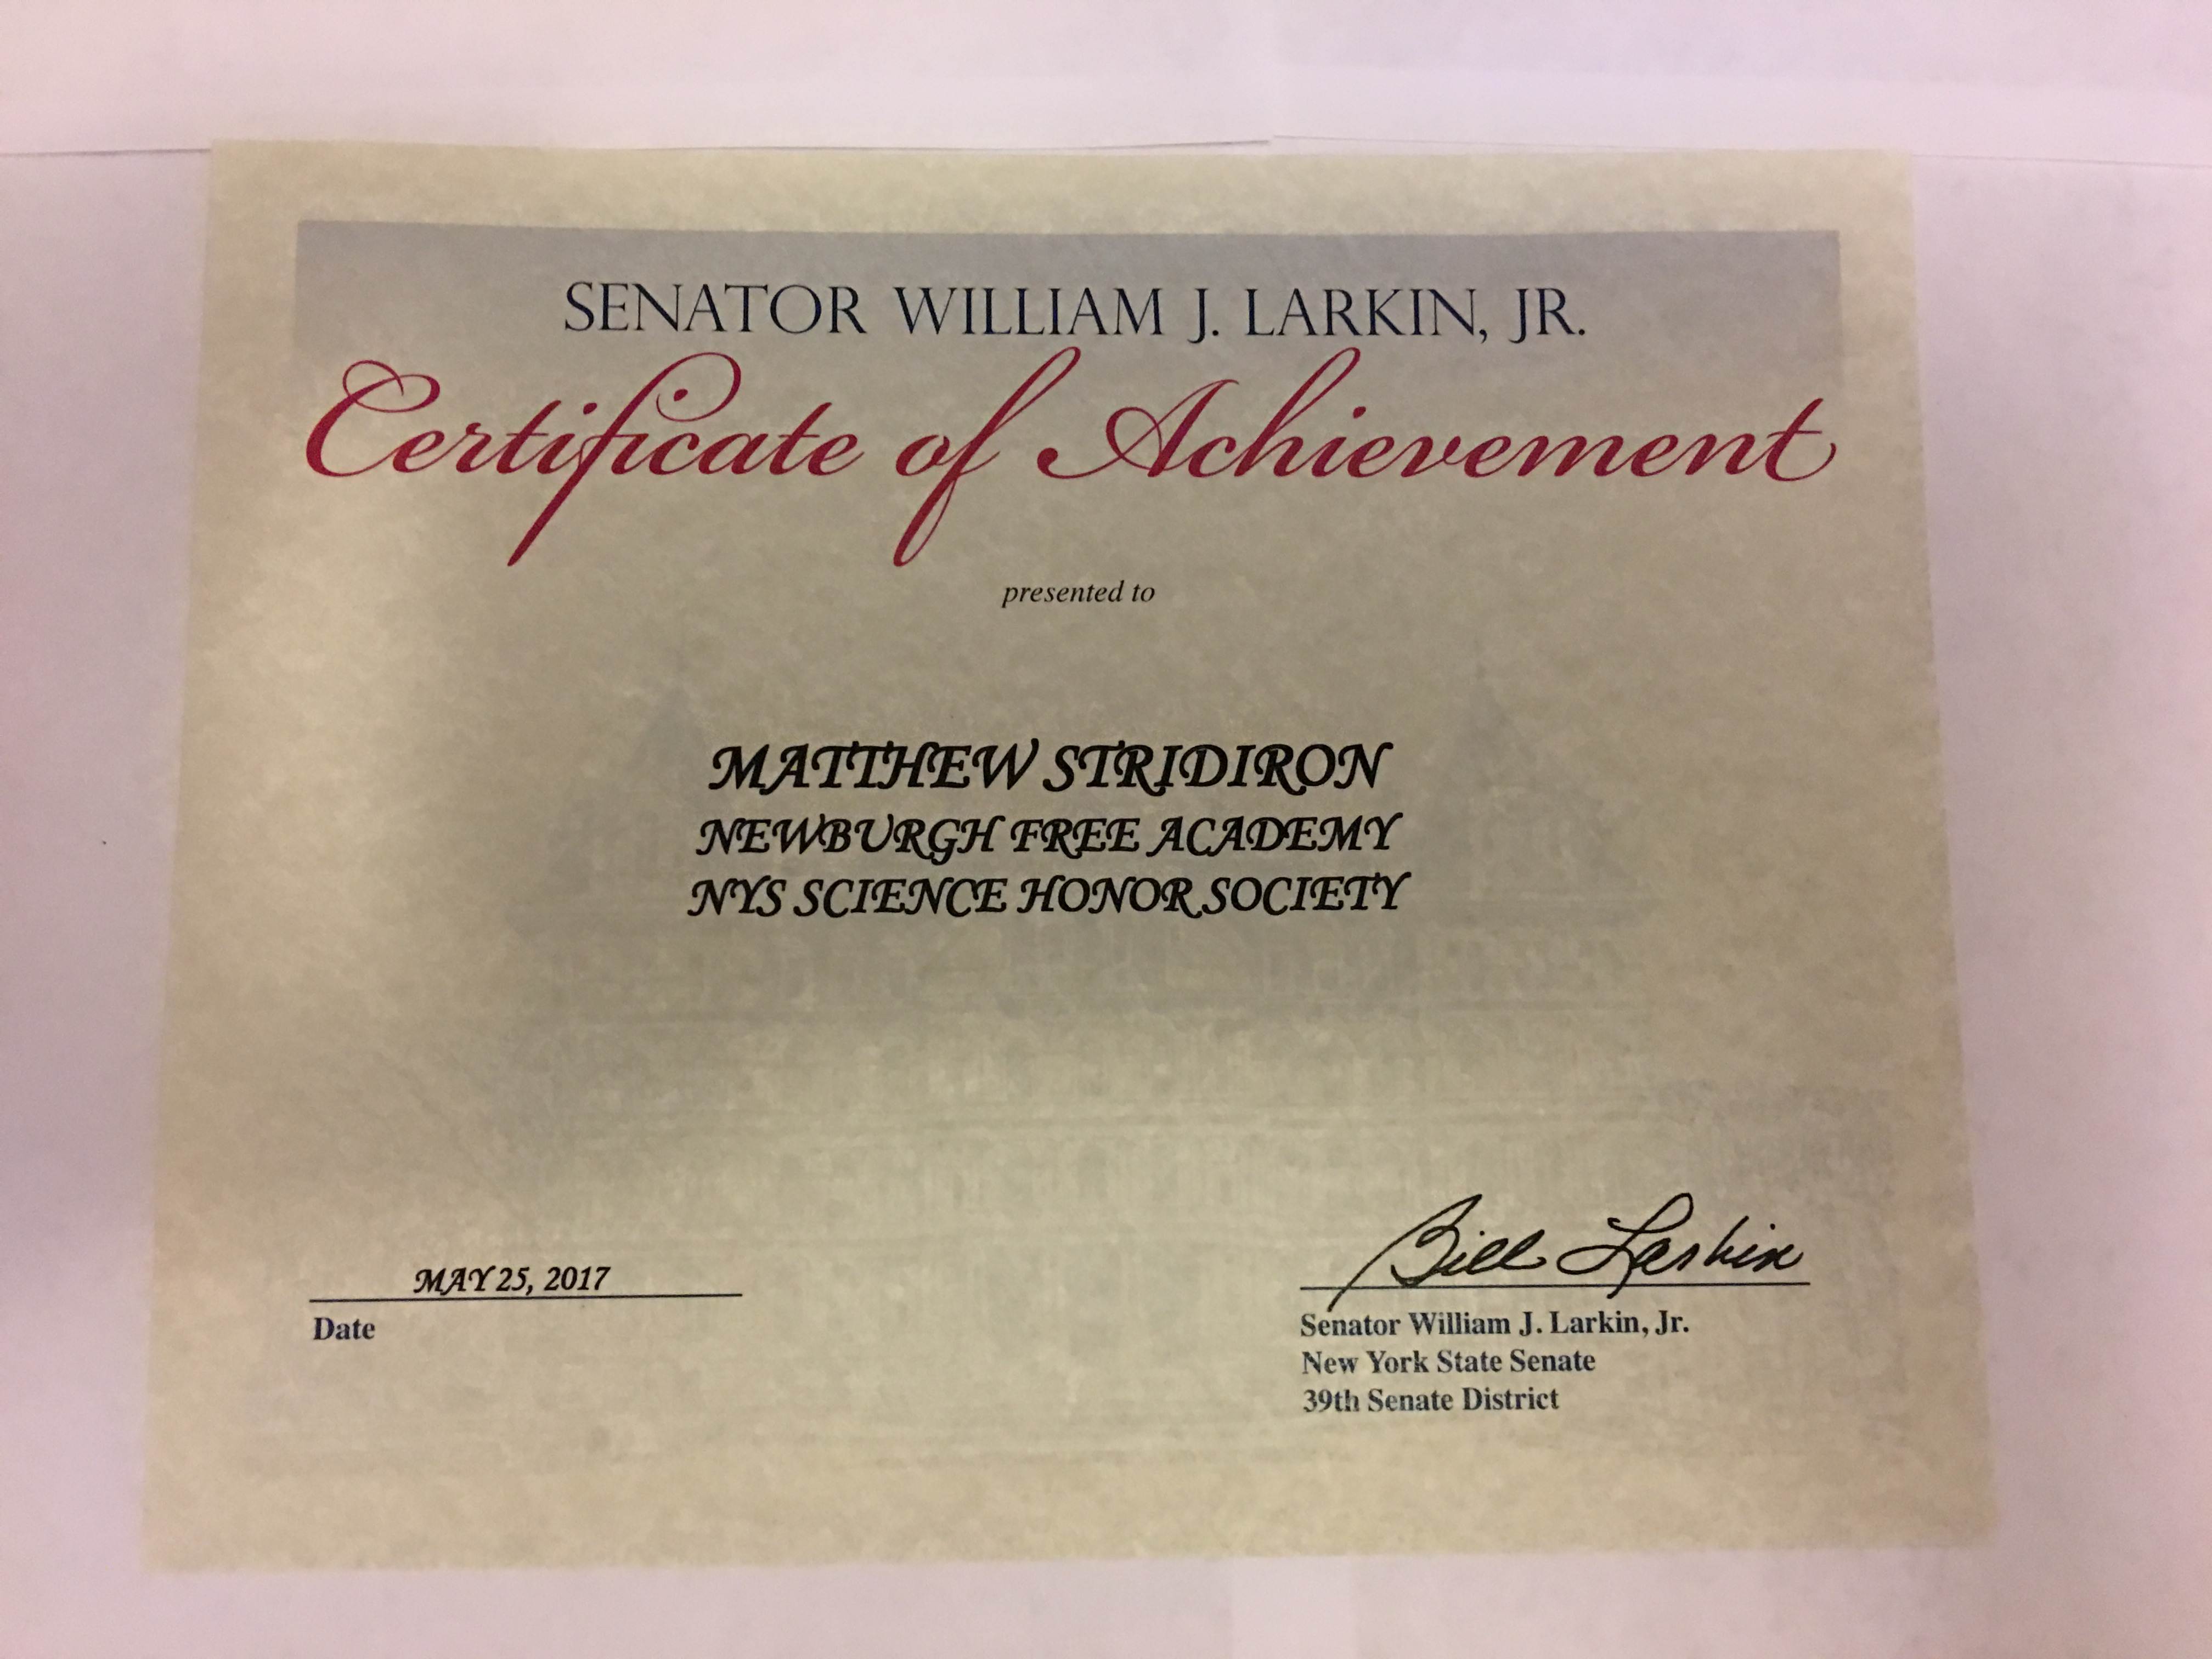 SENATOR WILLIAM J. LARKIN, JR.
Certificate of Achievement
presented to
MATTHEW STRIDIRON
NEWBURGH FREE ACADEMY
NYS SCIENCE HONOR SOCIETY
MAY 25, 2017
Date
Bill Larkin
Senator William J. Larkin, Jr.
New York State Senate
39th Senate District